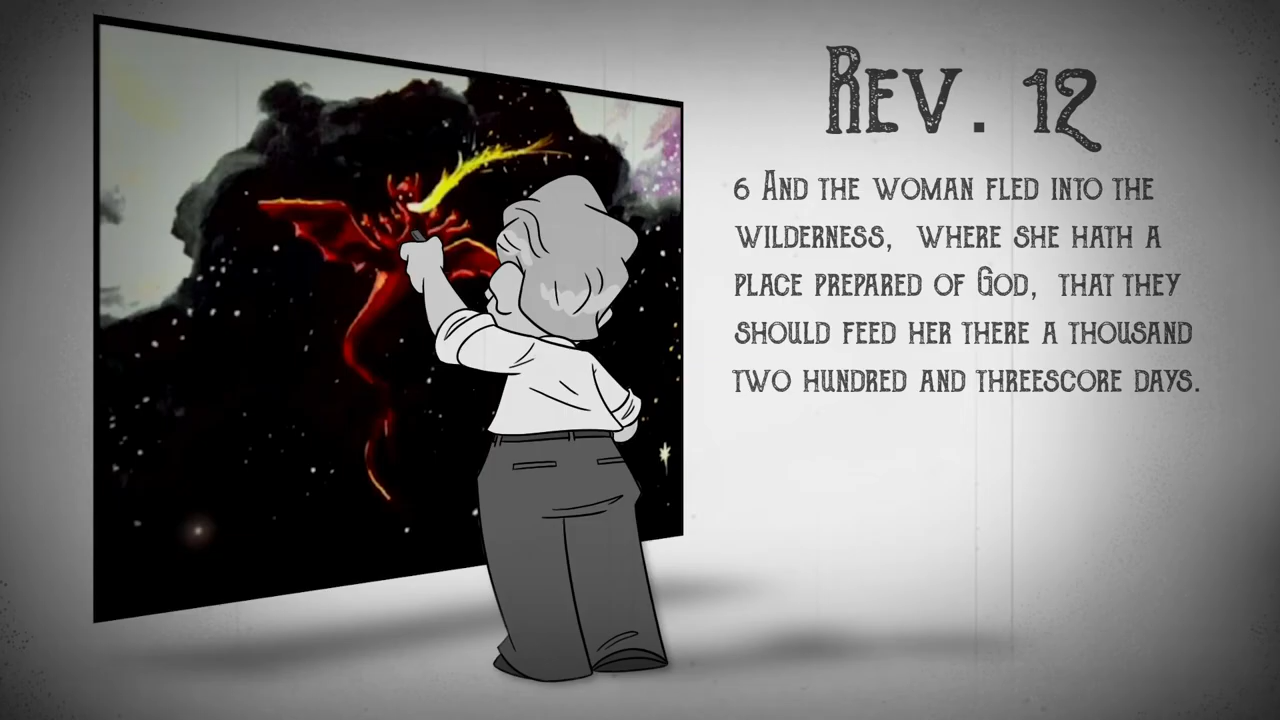 Rev. 12
6 And the woman fled into the
wilderness, where she hath a
place prepared of God, that they
should feed her there a thousand
two hundred and threescore days.